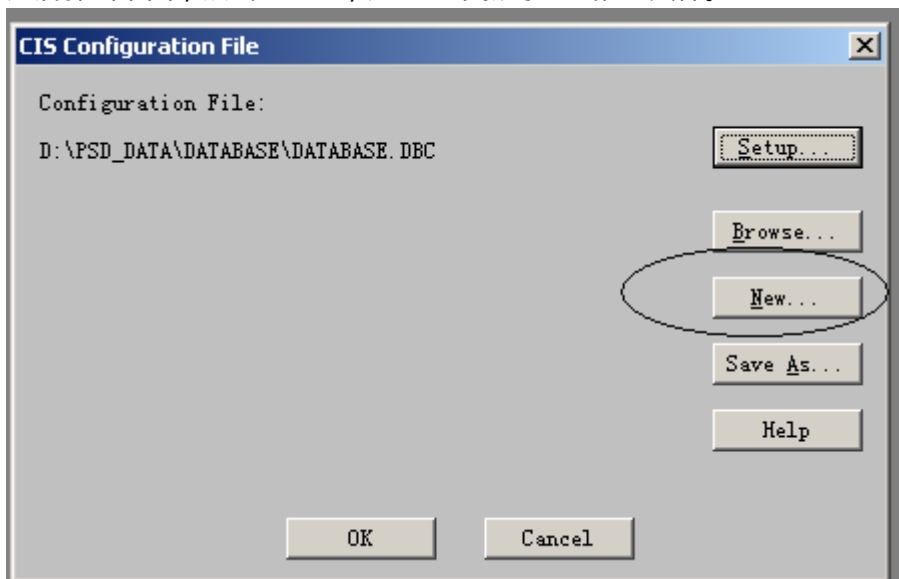 CIS Configuration File
Configuration File:
D:\PSD_DATA\DATABASE\DATABASE.DBC
Setup...
Browse...
New...
Save As...
Help
OK
Cancel